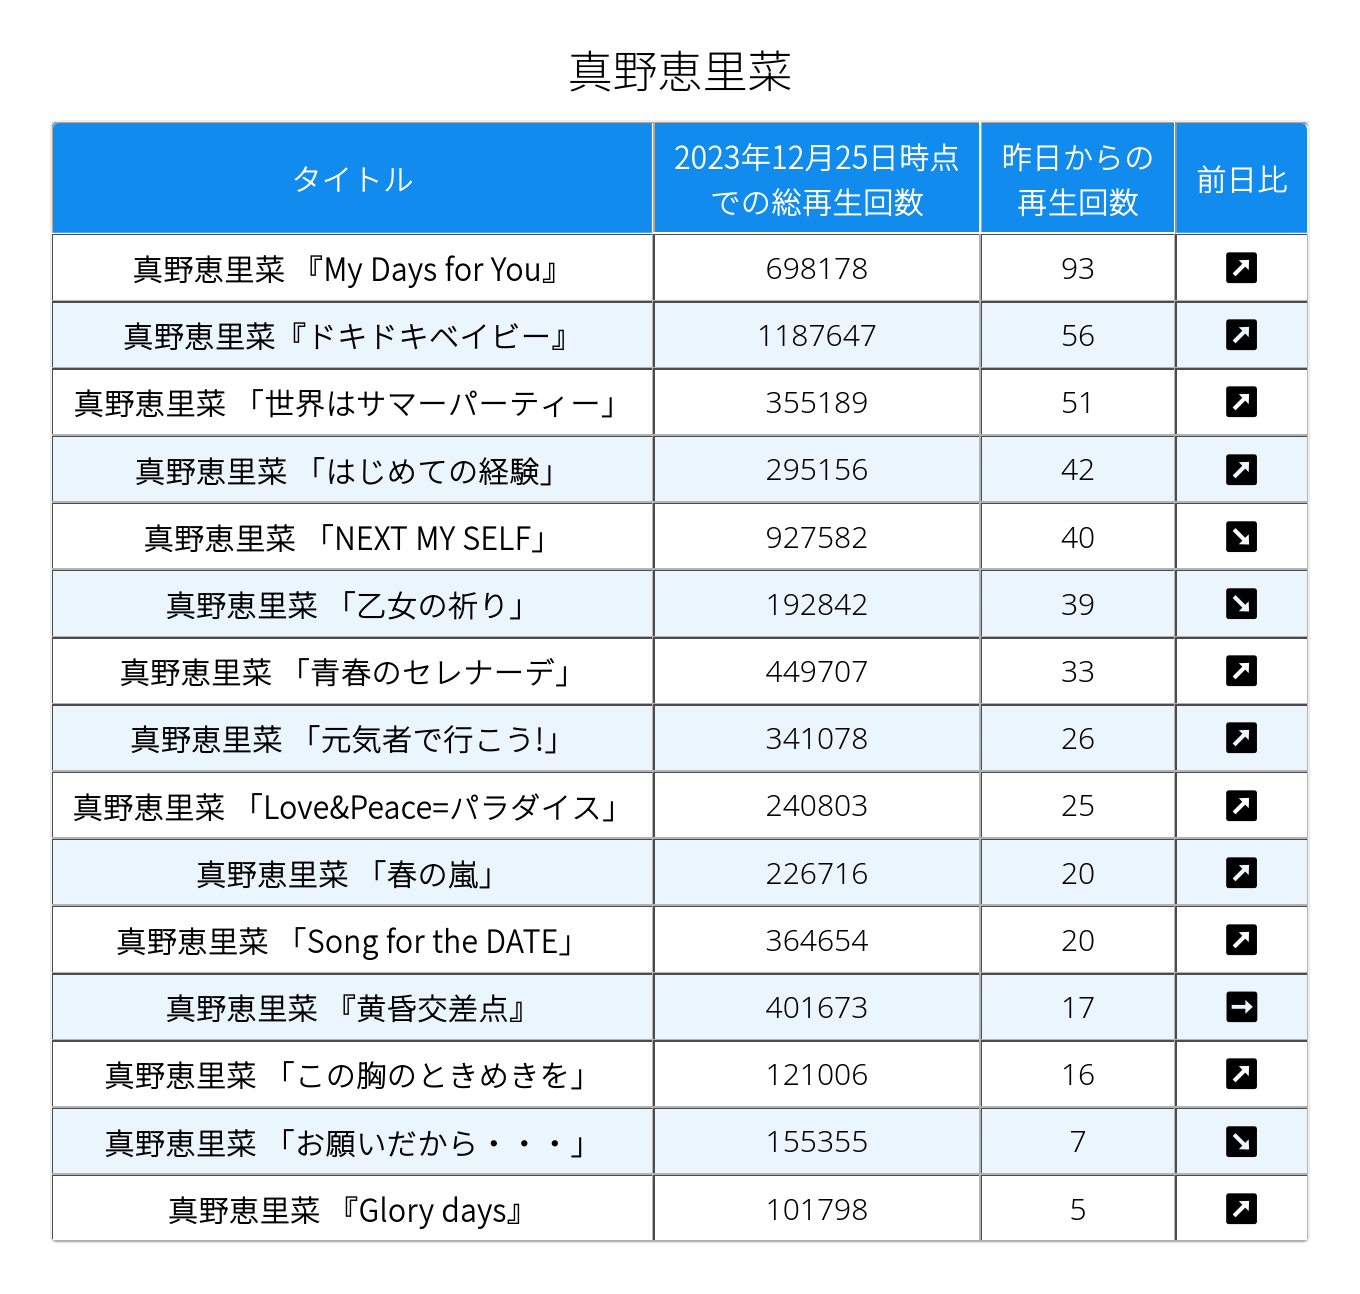 真野恵里菜
タイトル
2023年12月25日時点
での総再生回数
昨日からの
再生回数
前日比
真野恵里菜 『My Days for You』 698178 93 ↗
真野恵里菜『ドキドキベイビー』 1187647 56 ↗
真野恵里菜 「世界はサマーパーティー」 355189 51 ↗
真野恵里菜 「はじめての経験」 295156 42 ↗
真野恵里菜 「NEXT MY SELF」 927582 40 ↘
真野恵里菜 「乙女の祈り」 192842 39 ↘
真野恵里菜 「青春のセレナーデ」 449707 33 ↗
真野恵里菜 「元気者で行こう!」 341078 26 ↗
真野恵里菜 「Love&Peace=パラダイス」 240803 25 ↗
真野恵里菜 「春の嵐」 226716 20 ↗
真野恵里菜 「Song for the DATE」 364654 20 ↗
真野恵里菜 『黄昏交差点』 401673 17 →
真野恵里菜 「この胸のときめきを」 121006 16 ↗
真野恵里菜 「お願いだから・・・」 155355 7 ↘
真野恵里菜 『Glory days』 101798 5 ↗